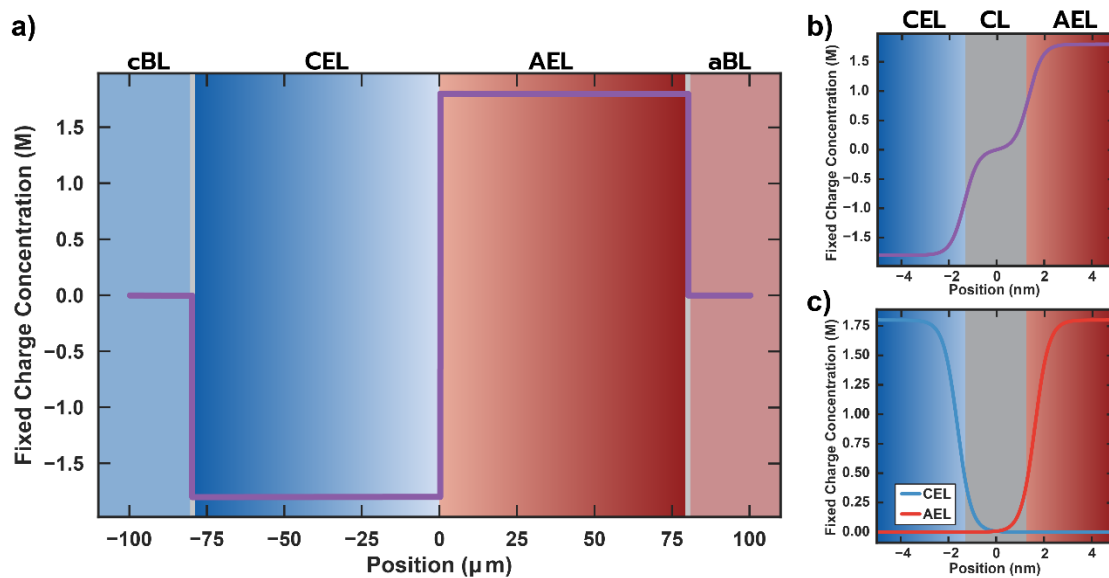 a)
cBL CEL AEL aBL
Fixed Charge Concentration (M)
1.5
1.0
0.5
0.0
−0.5
−1.0
−1.5
−100 −75 −50 −25 0 25 50 75 100
Position (μm)
b)
CEL CL AEL
Fixed Charge Concentration (M)
1.5
1.0
0.5
0.0
−0.5
−1.0
−1.5
−4 −2 0 2 4
Position (nm)
c)
Fixed Charge Concentration (M)
1.75
1.50
1.25
1.00
0.75
0.50
0.25
0.00
CEL
AEL
−4 −2 0 2 4
Position (nm)